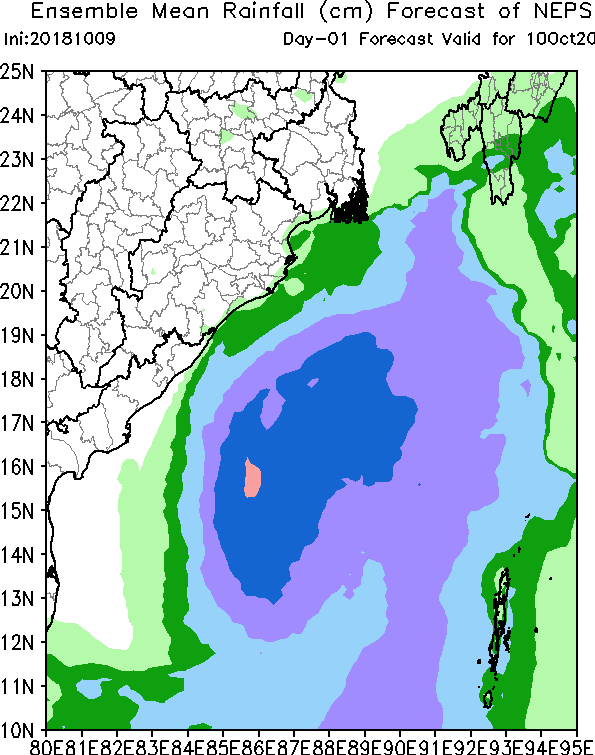 Ensemble Mean Rainfall (cm) Forecast of NEPS
Ini:20181009 Day-01 Forecast Valid for 10Oct20
25N
24N
23N
22N
21N
20N
19N
18N
17N
16N
15N
14N
13N
12N
11N
10N
80E81E82E83E84E85E86E87E88E89E90E91E92E93E94E95E